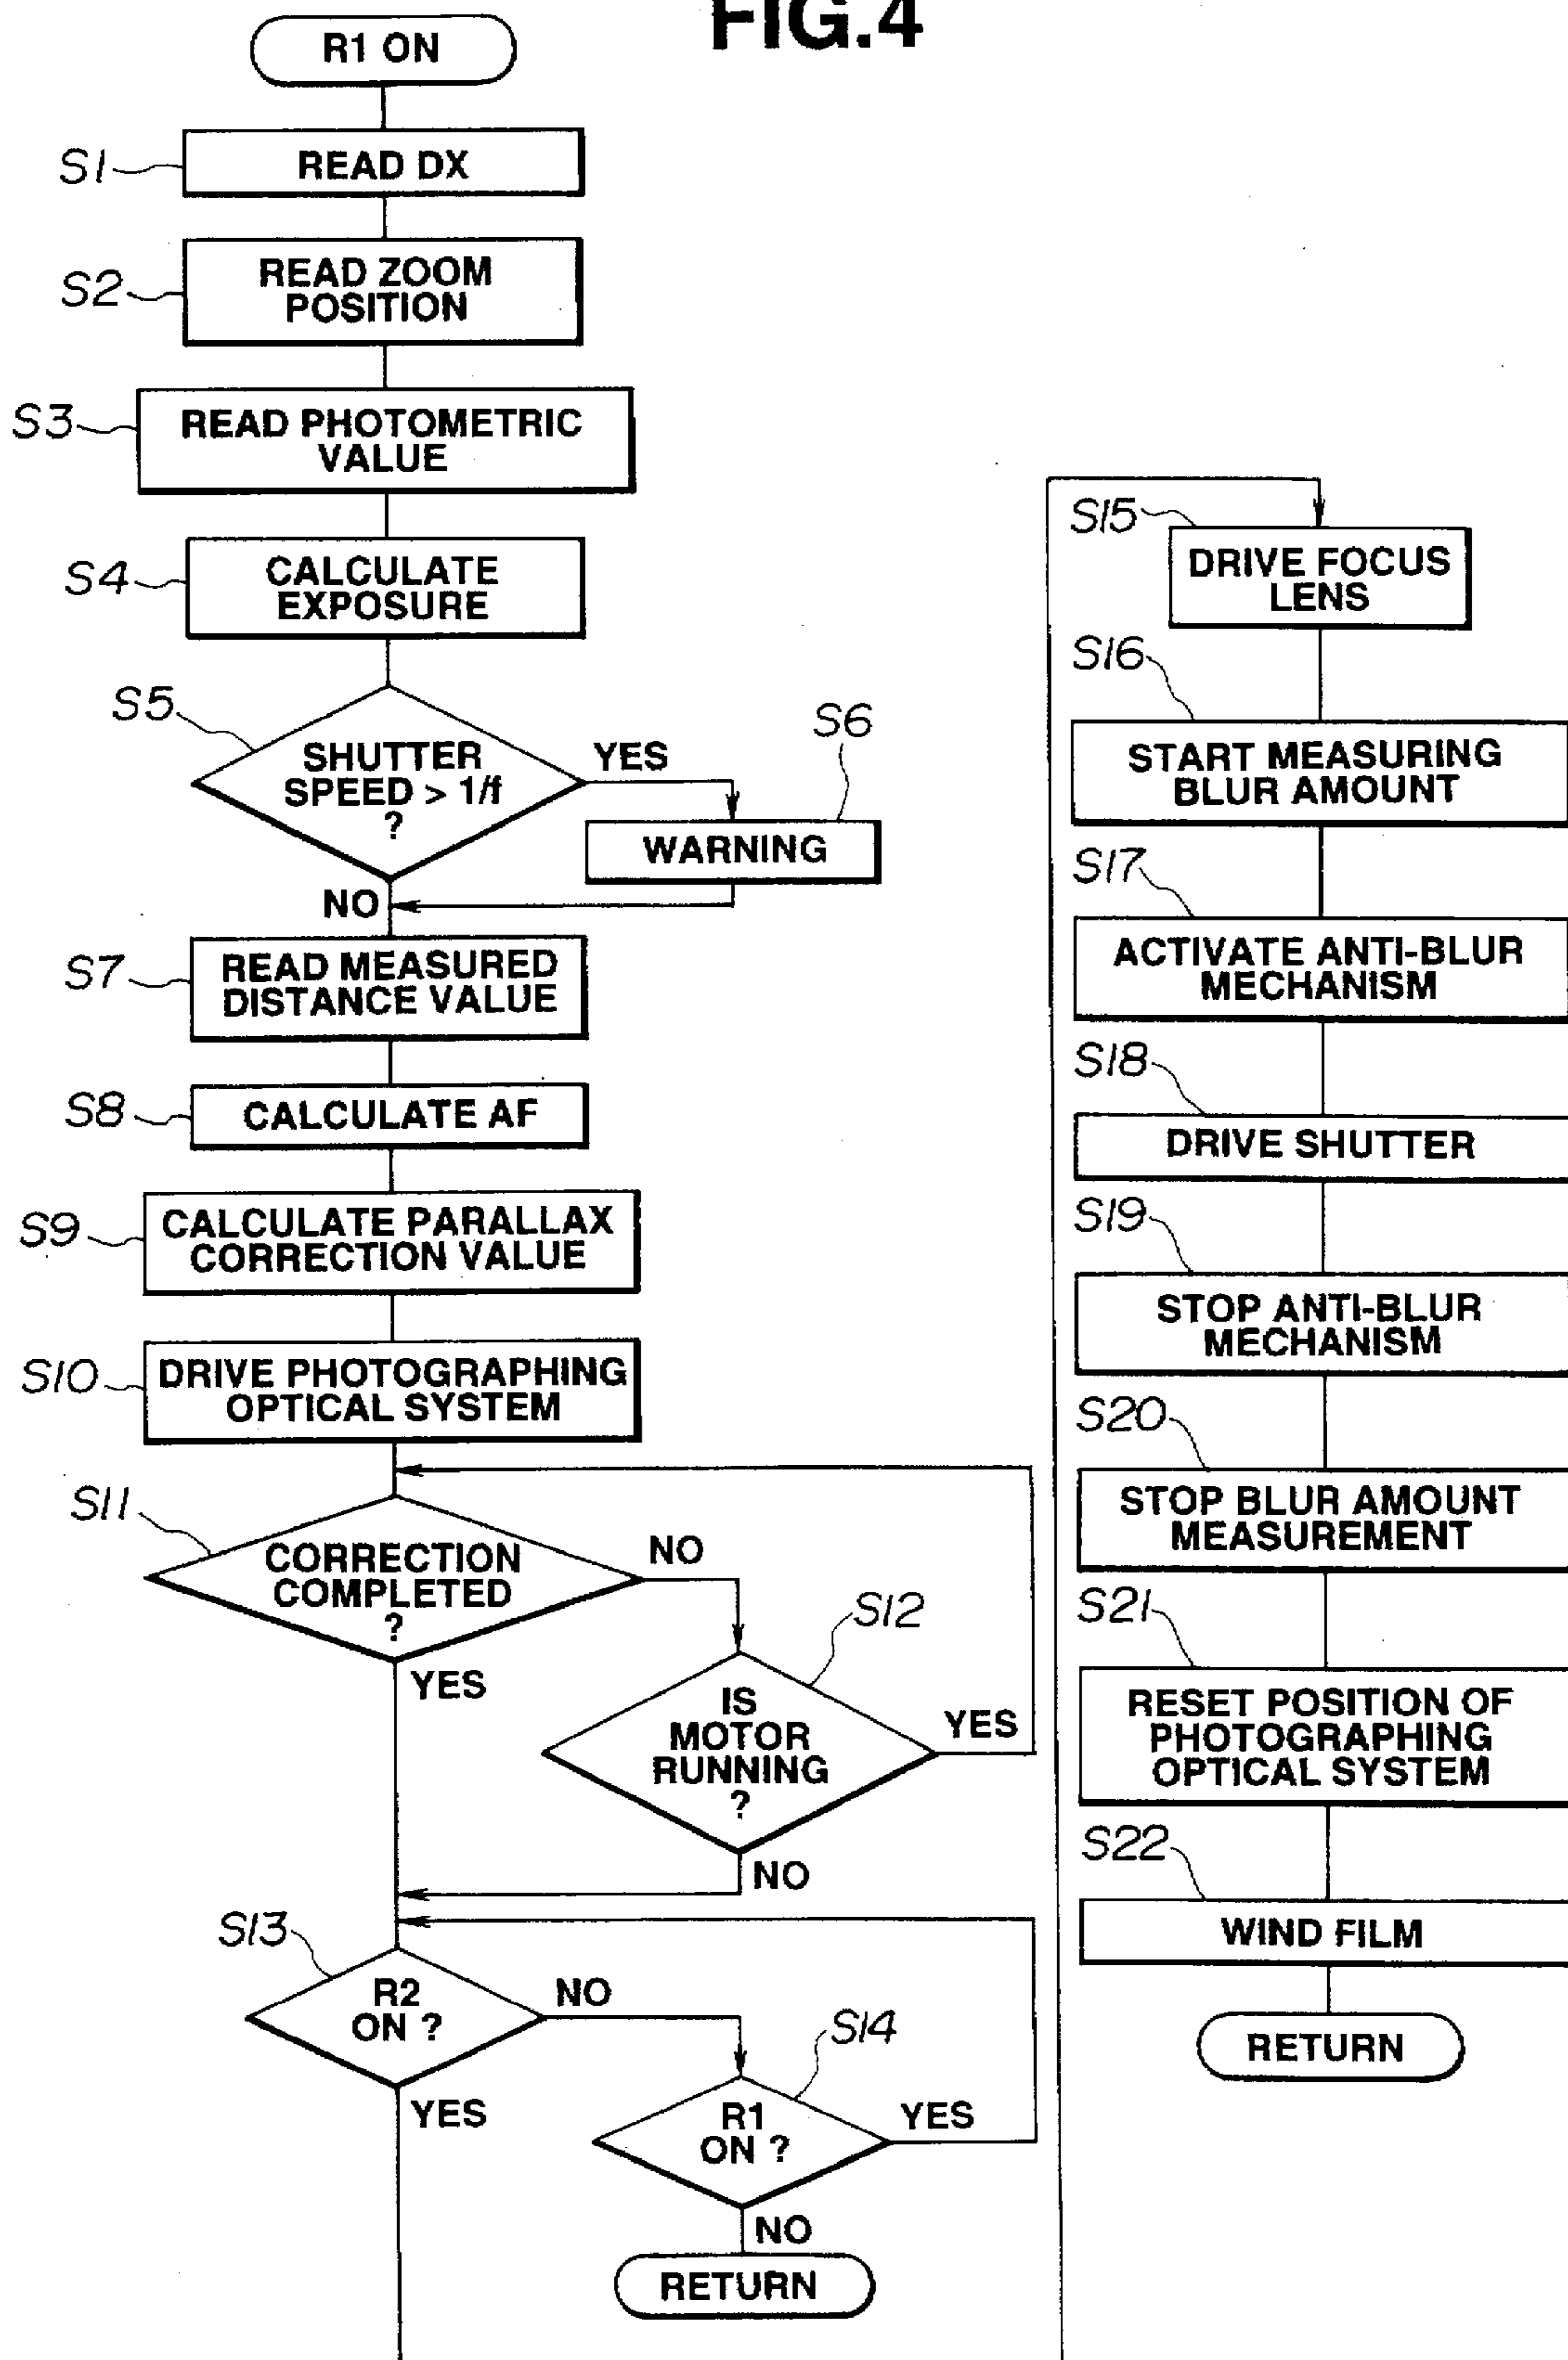 FIG.4
R1 ON
S1
READ DX
S2
READ ZOOM
POSITION
S3
READ PHOTOMETRIC
VALUE
S4
CALCULATE
EXPOSURE
S5
SHUTTER
SPEED > 1/f
?
YES
S6
WARNING
NO
S7
READ MEASURED
DISTANCE VALUE
S8
CALCULATE AF
S9
CALCULATE PARALLAX
CORRECTION VALUE
S10
DRIVE PHOTOGRAPHING
OPTICAL SYSTEM
S11
CORRECTION
COMPLETED
?
NO
YES
S12
IS
MOTOR
RUNNING
?
YES
NO
S13
R2
ON ?
NO
YES
S14
R1
ON ?
YES
NO
RETURN
S15
DRIVE FOCUS
LENS
S16
START MEASURING
BLUR AMOUNT
S17
ACTIVATE ANTI-BLUR
MECHANISM
S18
DRIVE SHUTTER
S19
STOP ANTI-BLUR
MECHANISM
S20
STOP BLUR AMOUNT
MEASUREMENT
S21
RESET POSITION OF
PHOTOGRAPHING
OPTICAL SYSTEM
S22
WIND FILM
RETURN